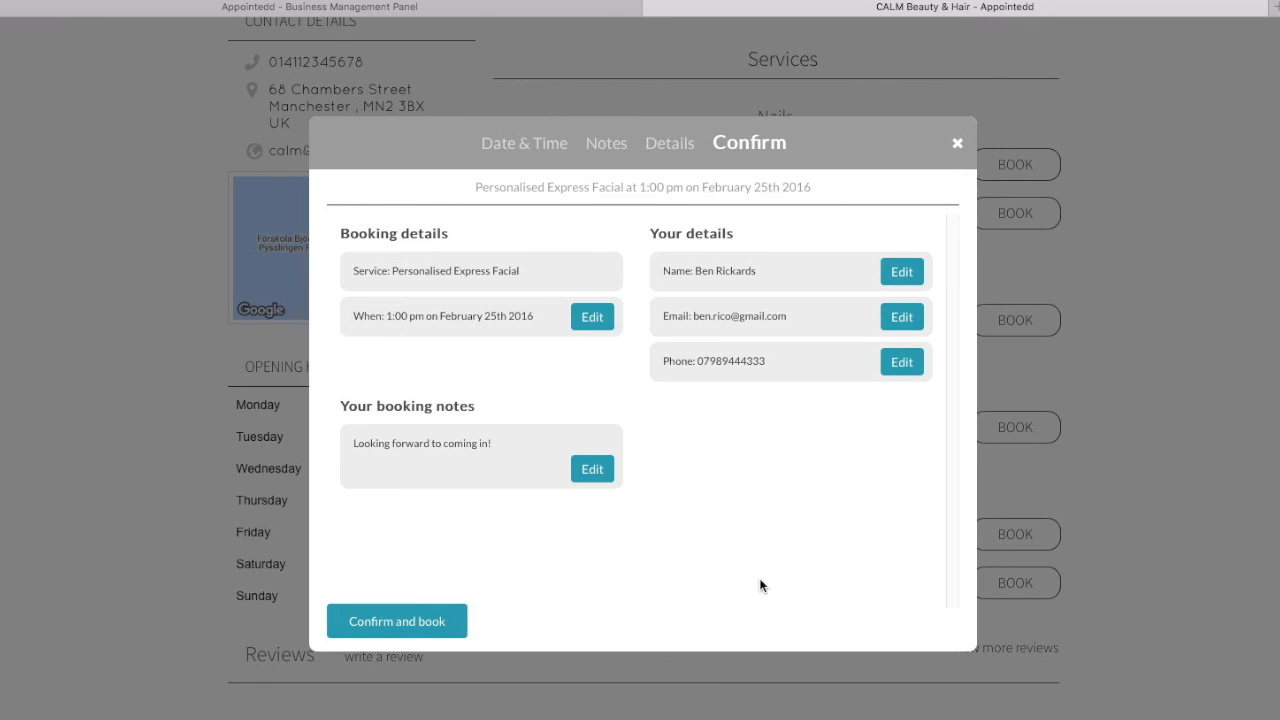 Appointedd - Business Management Panel
CALM Beauty & Hair - Appointedd
CONTACT DETAILS
014112345678
68 Chambers Street
Manchester , MN2 3BX
UK
calm&
Google
OPENING
Monday
Tuesday
Wednesday
Thursday
Friday
Saturday
Sunday
Reviews
write a review
more reviews
Services
Nails
BOOK
BOOK
BOOK
BOOK
BOOK
BOOK
Date & Time Notes Details Confirm
Personalised Express Facial at 1:00 pm on February 25th 2016
Booking details
Service: Personalised Express Facial
When: 1:00 pm on February 25th 2016
Edit
Your details
Name: Ben Rickards
Edit
Email: ben.rico@gmail.com
Edit
Phone: 07989444333
Edit
Your booking notes
Looking forward to coming in!
Edit
Confirm and book